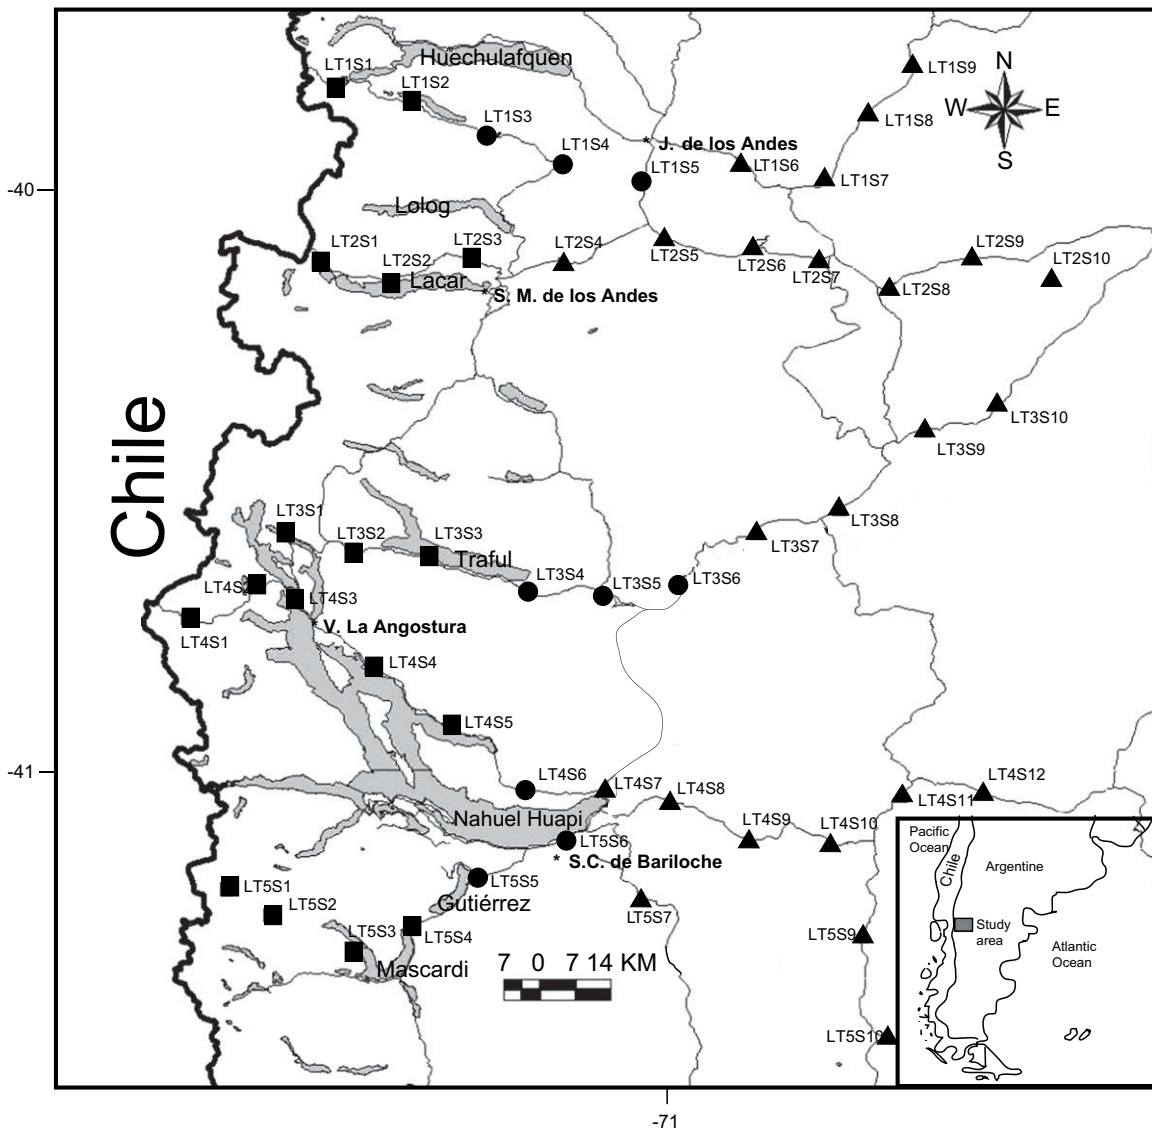 Huechulafquen
LT1S1
LT1S2
LT1S3
LT1S4
* J. de los Andes
LT1S5
LT1S6
LT1S7
LT1S8
LT1S9
N
W
E
S
-40
Lolog
LT2S1
LT2S2
LT2S3
LT2S4
Lacar
* S. M. de los Andes
LT2S5
LT2S6
LT2S7
LT2S8
LT2S9
LT2S10
Chile
LT3S10
LT3S9
LT3S8
LT3S7
LT3S1
LT3S2
LT3S3
Traful
LT3S4
LT3S5
LT3S6
LT4S2
LT4S3
LT4S1
* V. La Angostura
LT4S4
LT4S5
-41
LT4S6
LT4S7
LT4S8
LT4S9
LT4S10
LT4S11
LT4S12
Nahuel Huapi
LT5S6
* S.C. de Bariloche
LT5S5
Gutiérrez
LT5S1
LT5S2
LT5S3
LT5S4
Mascardi
LT5S7
LT5S9
LT5S10
7 0 7 14 KM
Pacific
Ocean
Chile
Argentine
Study
area
Atlantic
Ocean
-71